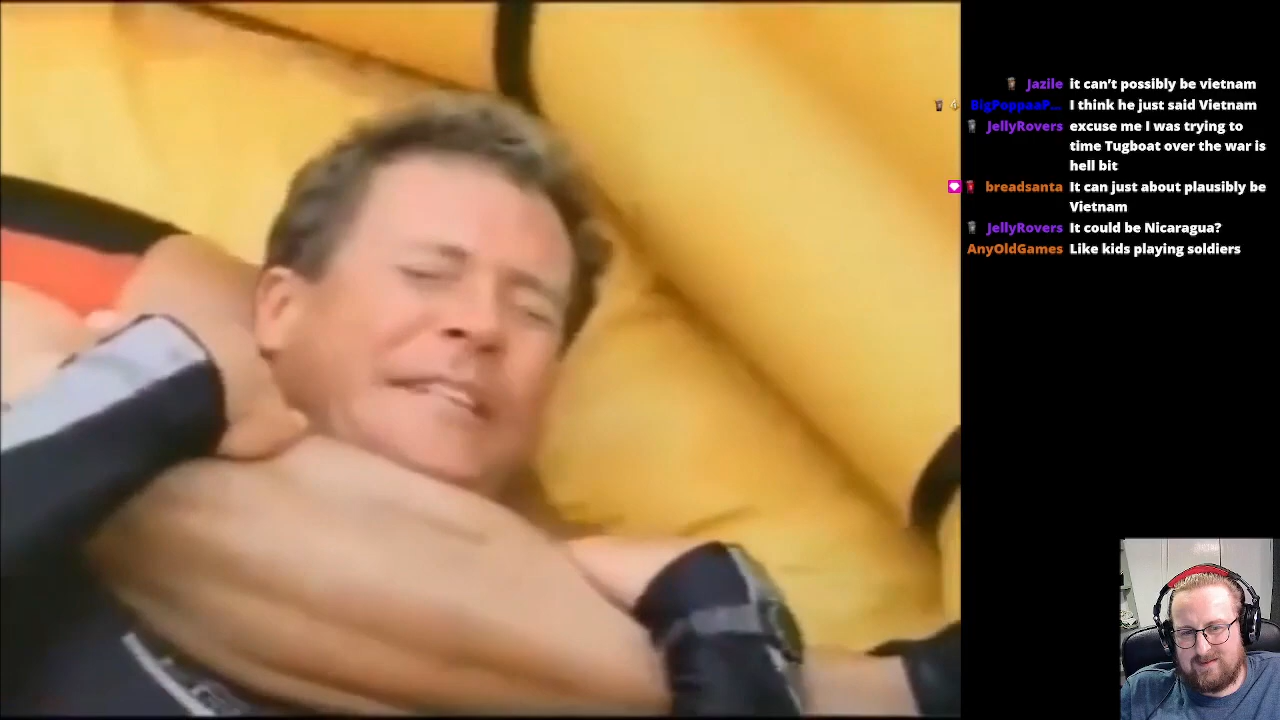 Jazile it can’t possibly be vietnam
BigPoppaaP... I think he just said Vietnam
JellyRovers excuse me I was trying to
time Tugboat over the war is
hell bit
breadsanta It can just about plausibly be
Vietnam
JellyRovers It could be Nicaragua?
AnyOldGames Like kids playing soldiers